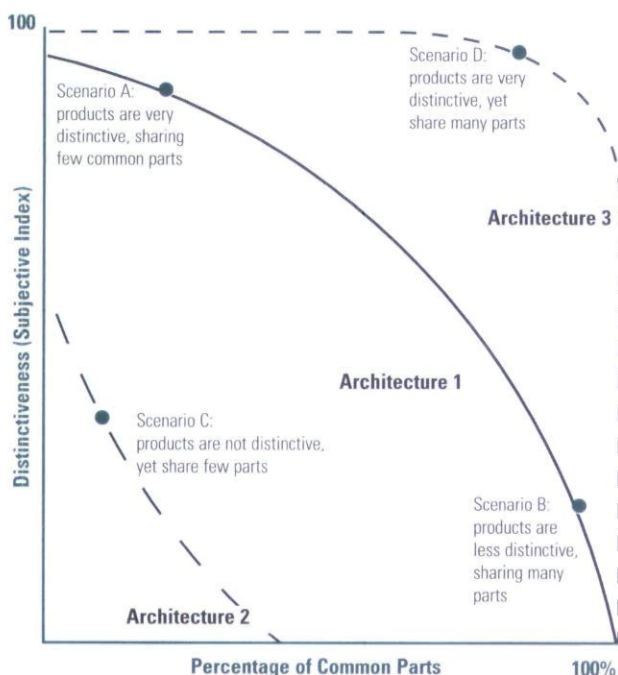 100
Scenario A:
products are very
distinctive, sharing
few common parts
Scenario D:
products are very
distinctive, yet
share many parts
Architecture 3
Distinctiveness (Subjective Index)
Architecture 1
Scenario C:
products are not distinctive,
yet share few parts
Scenario B:
products are
less distinctive,
sharing many
parts
Architecture 2
Percentage of Common Parts
100%